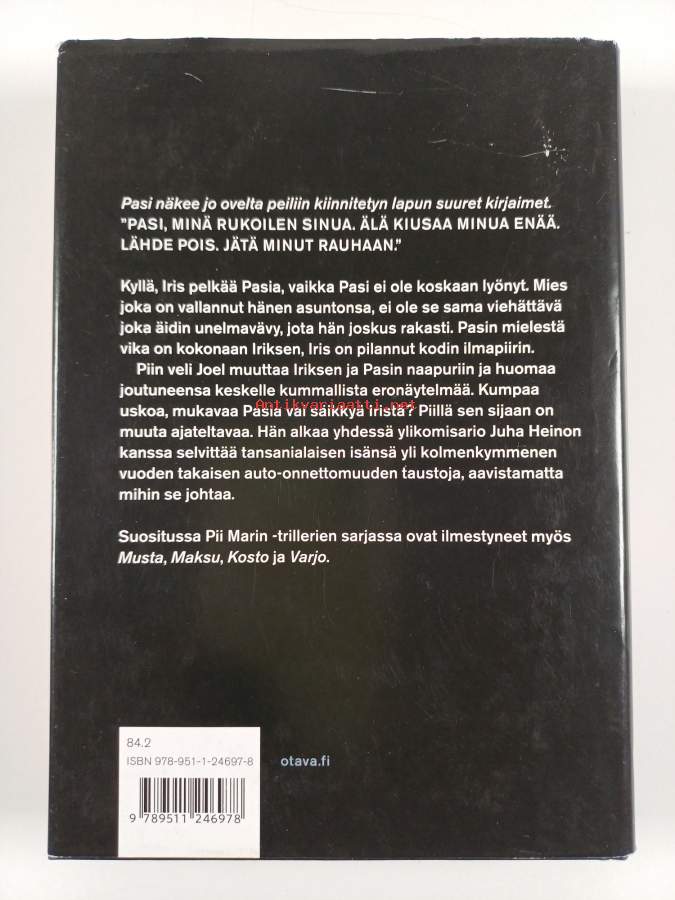 Pasi näkee jo ovelta peiliin kiinnitetyn lapun suuret kirjaimet.
”PASI, MINÄ RUKOILEN SINUA. ÄLÄ KIUSAA MINUA ENÄÄ.
LÄHDE POIS. JÄTÄ MINUT RAUHAAN.”
Kyllä, Iris pelkää Pasia, vaikka Pasi ei ole koskaan lyönyt. Mies
joka on vallannut hänen asuntonsa, ei ole se sama viehättävä
joka äidin unelmavävy, jota hän joskus rakasti. Pasin mielestä
vika on kokonaan Iriksen, Iris on pilannut kodin ilmapiirin.
Piin veli Joel muuttaa Iriksen ja Pasin naapuriin ja huomaa
joutuneensa keskelle kummallista eronäytelmää. Kumpaa
uskoa, mukavaa Pasia vai säikkyä Iristä? Piillä sen sijaan on
Antikvariaatti.net
muuta ajateltavaa. Hän alkaa yhdessä ylikomisario Juha Heinon
kanssa selvittää tansanialaisen isänsä yli kolmenkymmenen
vuoden takaisen auto-onnettomuuden taustoja, aavistamatta
mihin se johtaa.
Suositussa Pii Marin -trillerien sarjassa ovat ilmestyneet myös
Musta, Maksu, Kosto ja Varjo.
84.2
ISBN 978-951-1-24697-8
otava.fi
9 789511 246978